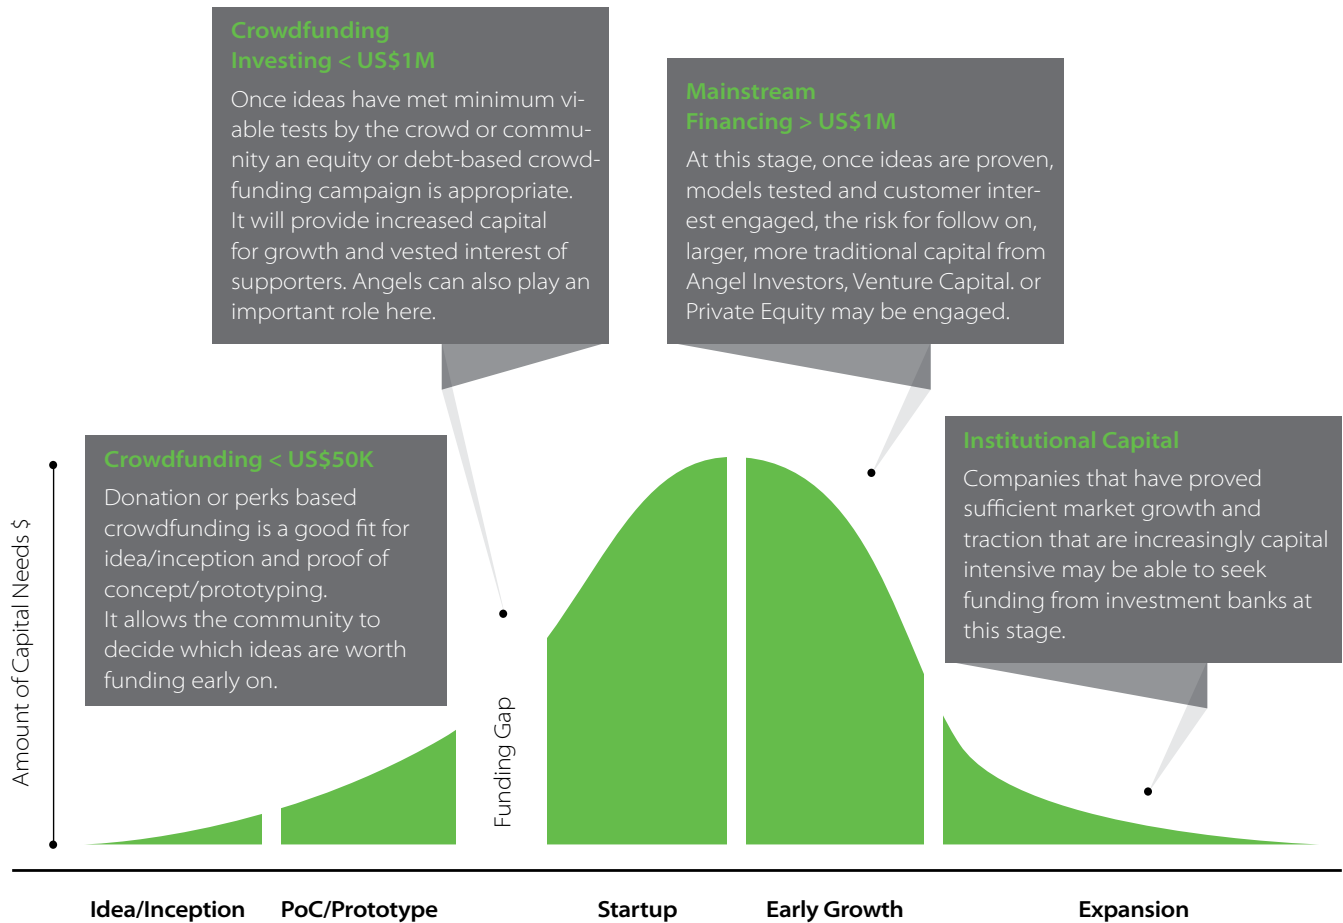 Crowdfunding
Investing < US$1M
Once ideas have met minimum vi-
able tests by the crowd or commu-
nity an equity or debt-based crowd-
funding campaign is appropriate.
It will provide increased capital
for growth and vested interest of
supporters. Angels can also play an
important role here.
Mainstream
Financing > US$1M
At this stage, once ideas are proven,
models tested and customer inter-
est engaged, the risk for follow on,
larger, more traditional capital from
Angel Investors, Venture Capital. or
Private Equity may be engaged.
Crowdfunding < US$50K
Donation or perks based
crowdfunding is a good fit for
idea/inception and proof of
concept/prototyping.
It allows the community to
decide which ideas are worth
funding early on.
Institutional Capital
Companies that have proved
sufficient market growth and
traction that are increasingly capital
intensive may be able to seek
funding from investment banks at
this stage.
Amount of Capital Needs $
Funding Gap
Idea/Inception
PoC/Prototype
Startup
Early Growth
Expansion